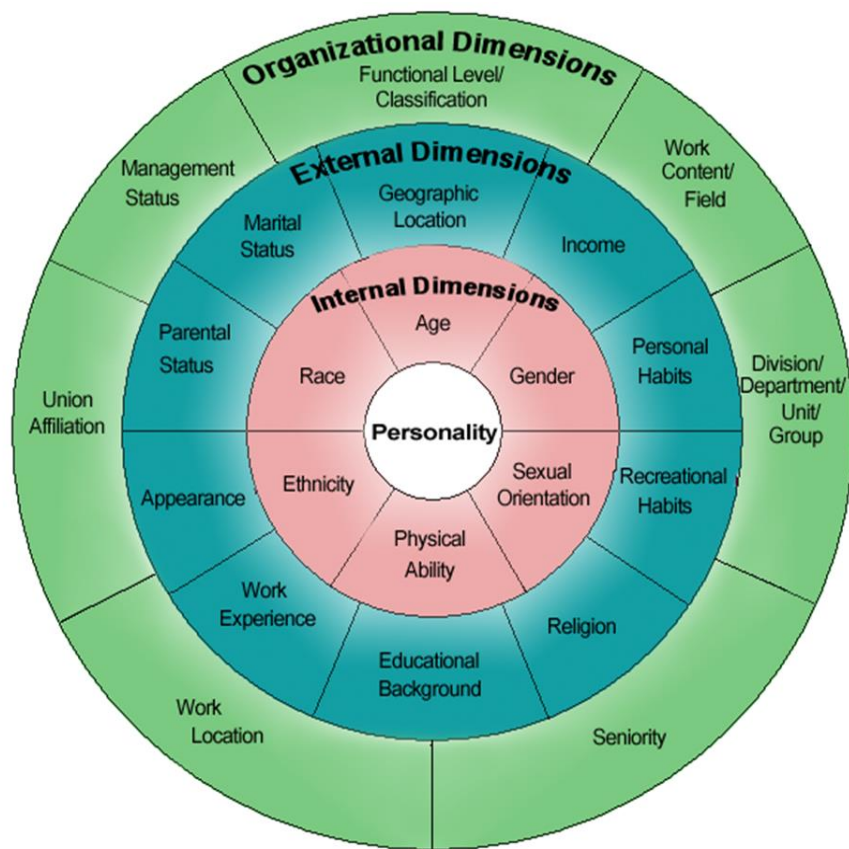 Organizational Dimensions
Functional Level/
Classification
Work
Content/
Field
Division/
Department/
Unit/
Group
Seniority
Work
Location
Union
Affiliation
Management
Status
External Dimensions
Geographic
Location
Income
Personal
Habits
Recreational
Habits
Religion
Educational
Background
Work
Experience
Appearance
Parental
Status
Marital
Status
Internal Dimensions
Age
Gender
Sexual
Orientation
Physical
Ability
Ethnicity
Race
Personality